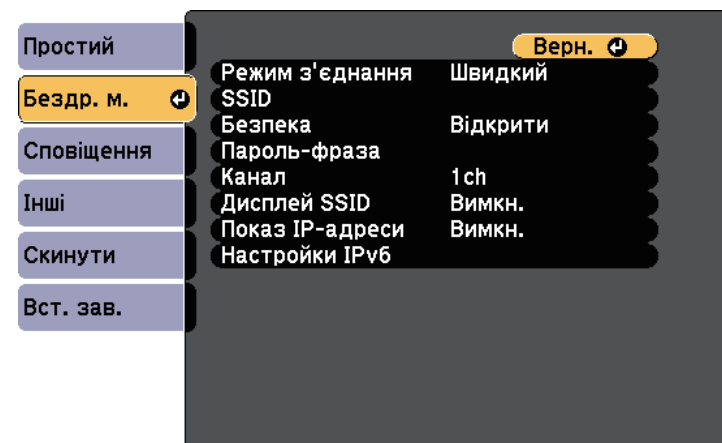 Простий
Бездр. м.
Сповіщення
Інші
Скинути
Вст. зав.
Верн.
Режим з'єднання Швидкий
SSID
Безпека Відкрити
Пароль-фраза
Канал 1ch
Дисплей SSID Вимкн.
Показ IP-адреси Вимкн.
Настройки IPv6